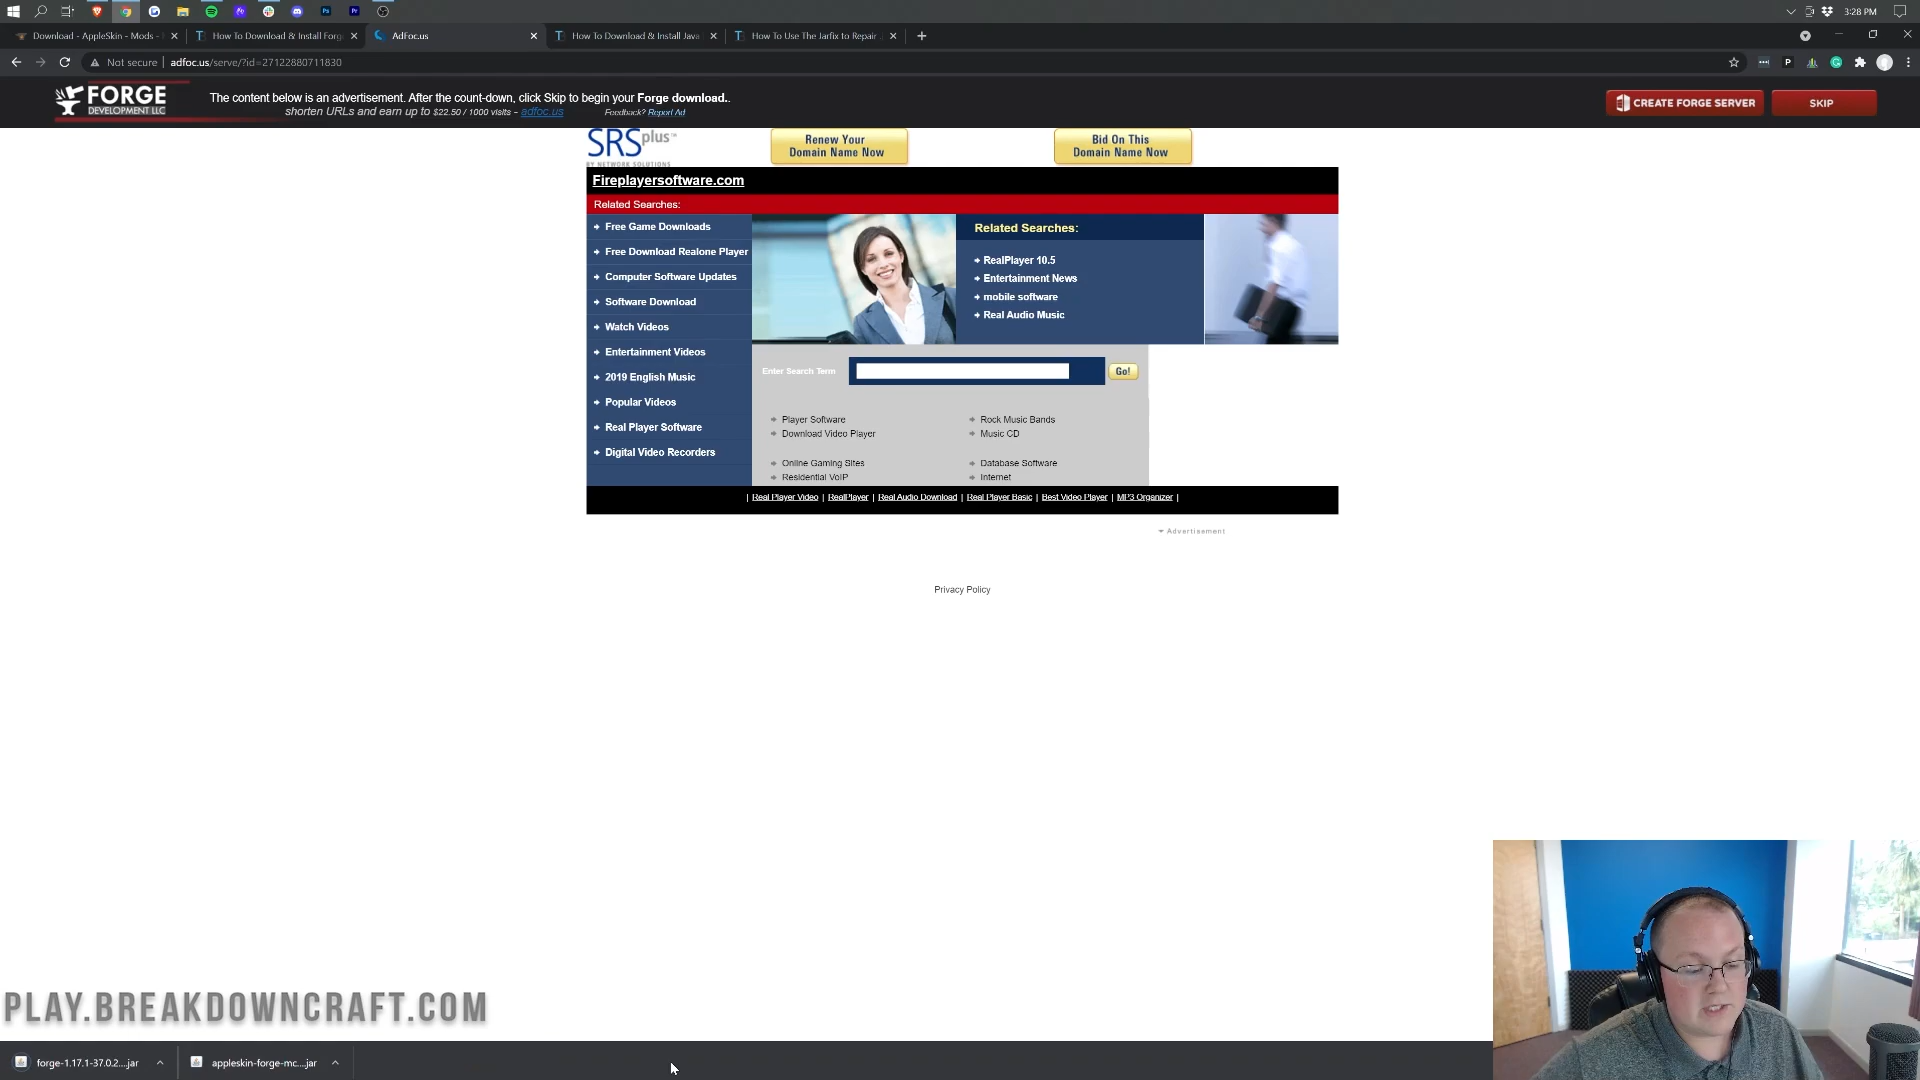 3:28 PM
Download - AppleSkin - Mods -
How To Download & Install Forg
AdFoc.us
How To Download & Install Java
How To Use The Jarfix to Repair
Not secure | adfoc.us/serve/?id=27122880711830
FORGE
DEVELOPMENT LLC
The content below is an advertisement. After the count-down, click Skip to begin your Forge download..
shorten URLs and earn up to $22.50 / 1000 visits - adfoc.us
Feedback? Report Ad
CREATE FORGE SERVER
SKIP
SRSplus™
BY NETWORK SOLUTIONS
Renew Your
Domain Name Now
Bid On This
Domain Name Now
Fireplayersoftware.com
Related Searches:
Free Game Downloads
Free Download Realone Player
Computer Software Updates
Software Download
Watch Videos
Entertainment Videos
2019 English Music
Popular Videos
Real Player Software
Digital Video Recorders
Related Searches:
RealPlayer 10.5
Entertainment News
mobile software
Real Audio Music
Enter Search Term
Go!
Player Software
Download Video Player
Online Gaming Sites
Residential VoIP
Rock Music Bands
Music CD
Database Software
Internet
| Real Player Video | RealPlayer | Real Audio Download | Real Player Basic | Best Video Player | MP3 Organizer |
Advertisement
Privacy Policy
PLAY.BREAKDOWNCRAFT.COM
forge-1.17.1-37.0.2....jar
appleskin-forge-mc....jar